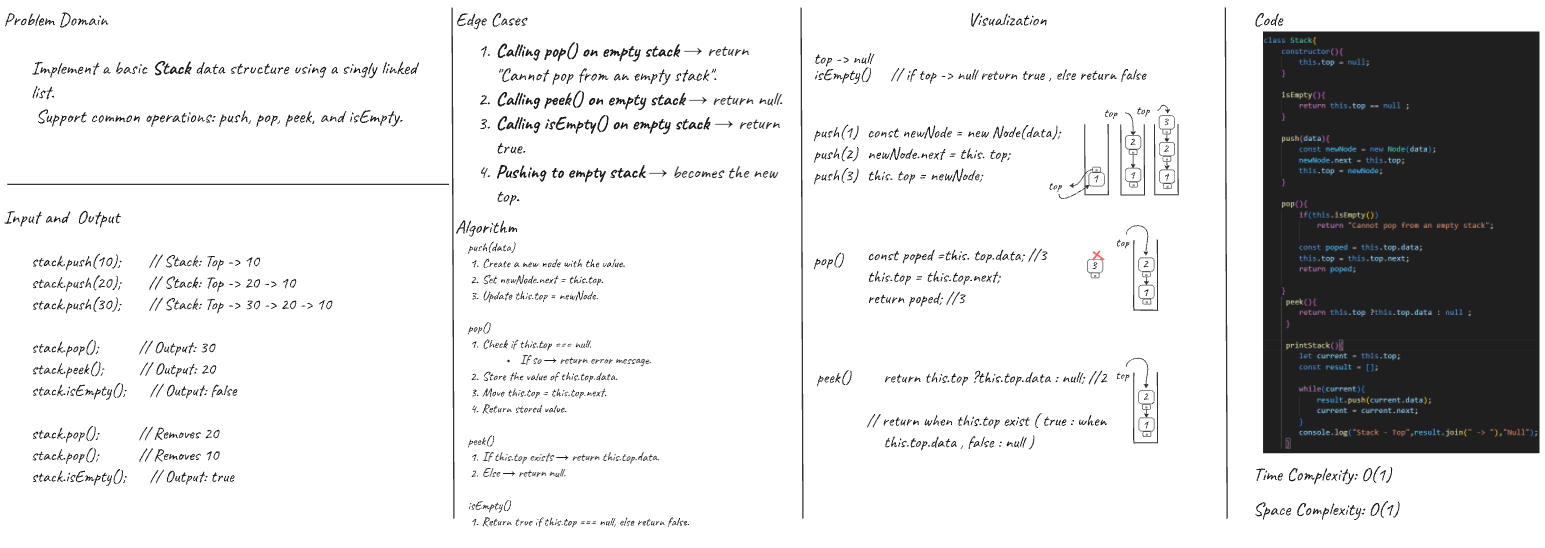 Problem Domain
Implement a basic Stack data structure using a singly linked
list.
Support common operations: push, pop, peek, and isEmpty.
Input and Output
stack.push(10); // Stack: Top -> 10
stack.push(20); // Stack: Top -> 20 -> 10
stack.push(30); // Stack: Top -> 30 -> 20 -> 10
stack.pop(); // Output: 30
stack.peek(); // Output: 20
stack.isEmpty(); // Output: false
stack.pop(); // Removes 20
stack.pop(); // Removes 10
stack.isEmpty(); // Output: true
Edge Cases
1. Calling pop() on empty stack → return
"Cannot pop from an empty stack".
2. Calling peek() on empty stack → return null.
3. Calling isEmpty() on empty stack → return
true.
4. Pushing to empty stack → becomes the new
top.
Algorithm
push(data)
1. Create a new node with the value.
2. Set newNode.next = this.top.
3. Update this.top = newNode.
pop()
1. Check if this.top === null.
• If so → return error message.
2. Store the value of this.top.data.
3. Move this.top = this.top.next.
4. Return stored value.
peek()
1. If this.top exists → return this.top.data.
2. Else → return null.
isEmpty()
1. Return true if this.top === null, else return false.
Visualization
top -> null
isEmpty() // if top -> null return true , else return false
push(1) const newNode = new Node(data);
push(2) newNode.next = this. top;
push(3) this. top = newNode;
top
1
top
2
1
top
3
2
1
pop() const poped =this. top.data; //3
this.top = this.top.next;
return poped; //3
3
top
2
1
peek() return this.top ?this.top.data : null; //2
// return when this.top exist ( true : when
this.top.data , false : null )
top
2
1
Code
class Stack{
constructor(){
this.top = null;
}
isEmpty(){
return this.top == null ;
}
push(data){
const newNode = new Node(data);
newNode.next = this.top;
this.top = newNode;
}
pop(){
if(this.isEmpty())
return "Cannot pop from an empty stack";
const poped = this.top.data;
this.top = this.top.next;
return poped;
}
peek(){
return this.top ?this.top.data : null ;
}
printStack(){
let current = this.top;
const result = [];
while(current){
result.push(current.data);
current = current.next;
}
console.log("Stack - Top",result.join(" -> "),"Null");
}
Time Complexity: O(1)
Space Complexity: O(1)